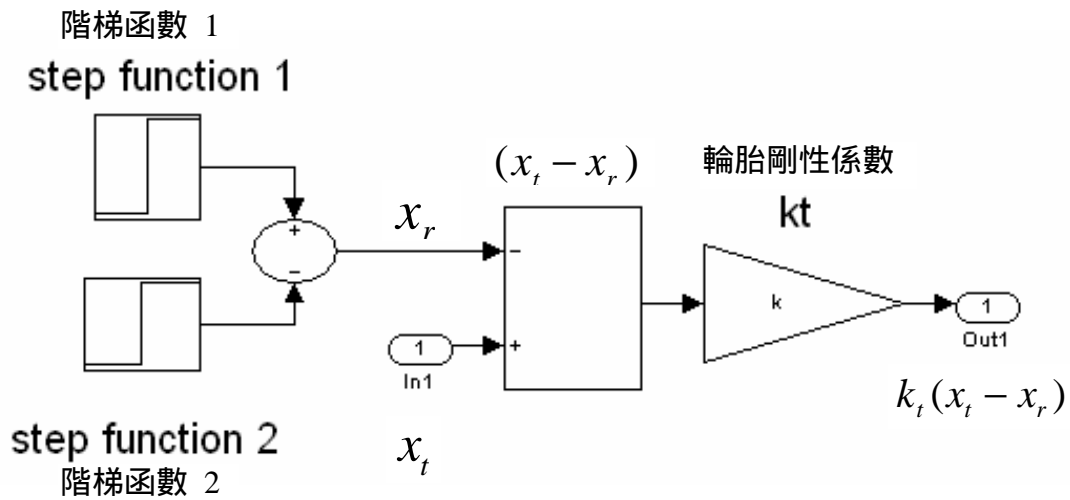 階梯函數 1
step function 1
(x_t − x_r)
輪胎剛性係數
kt
x_r
+
−
−
k
1
Out1
+
1
In1
k_t(x_t − x_r)
step function 2
x_t
階梯函數 2